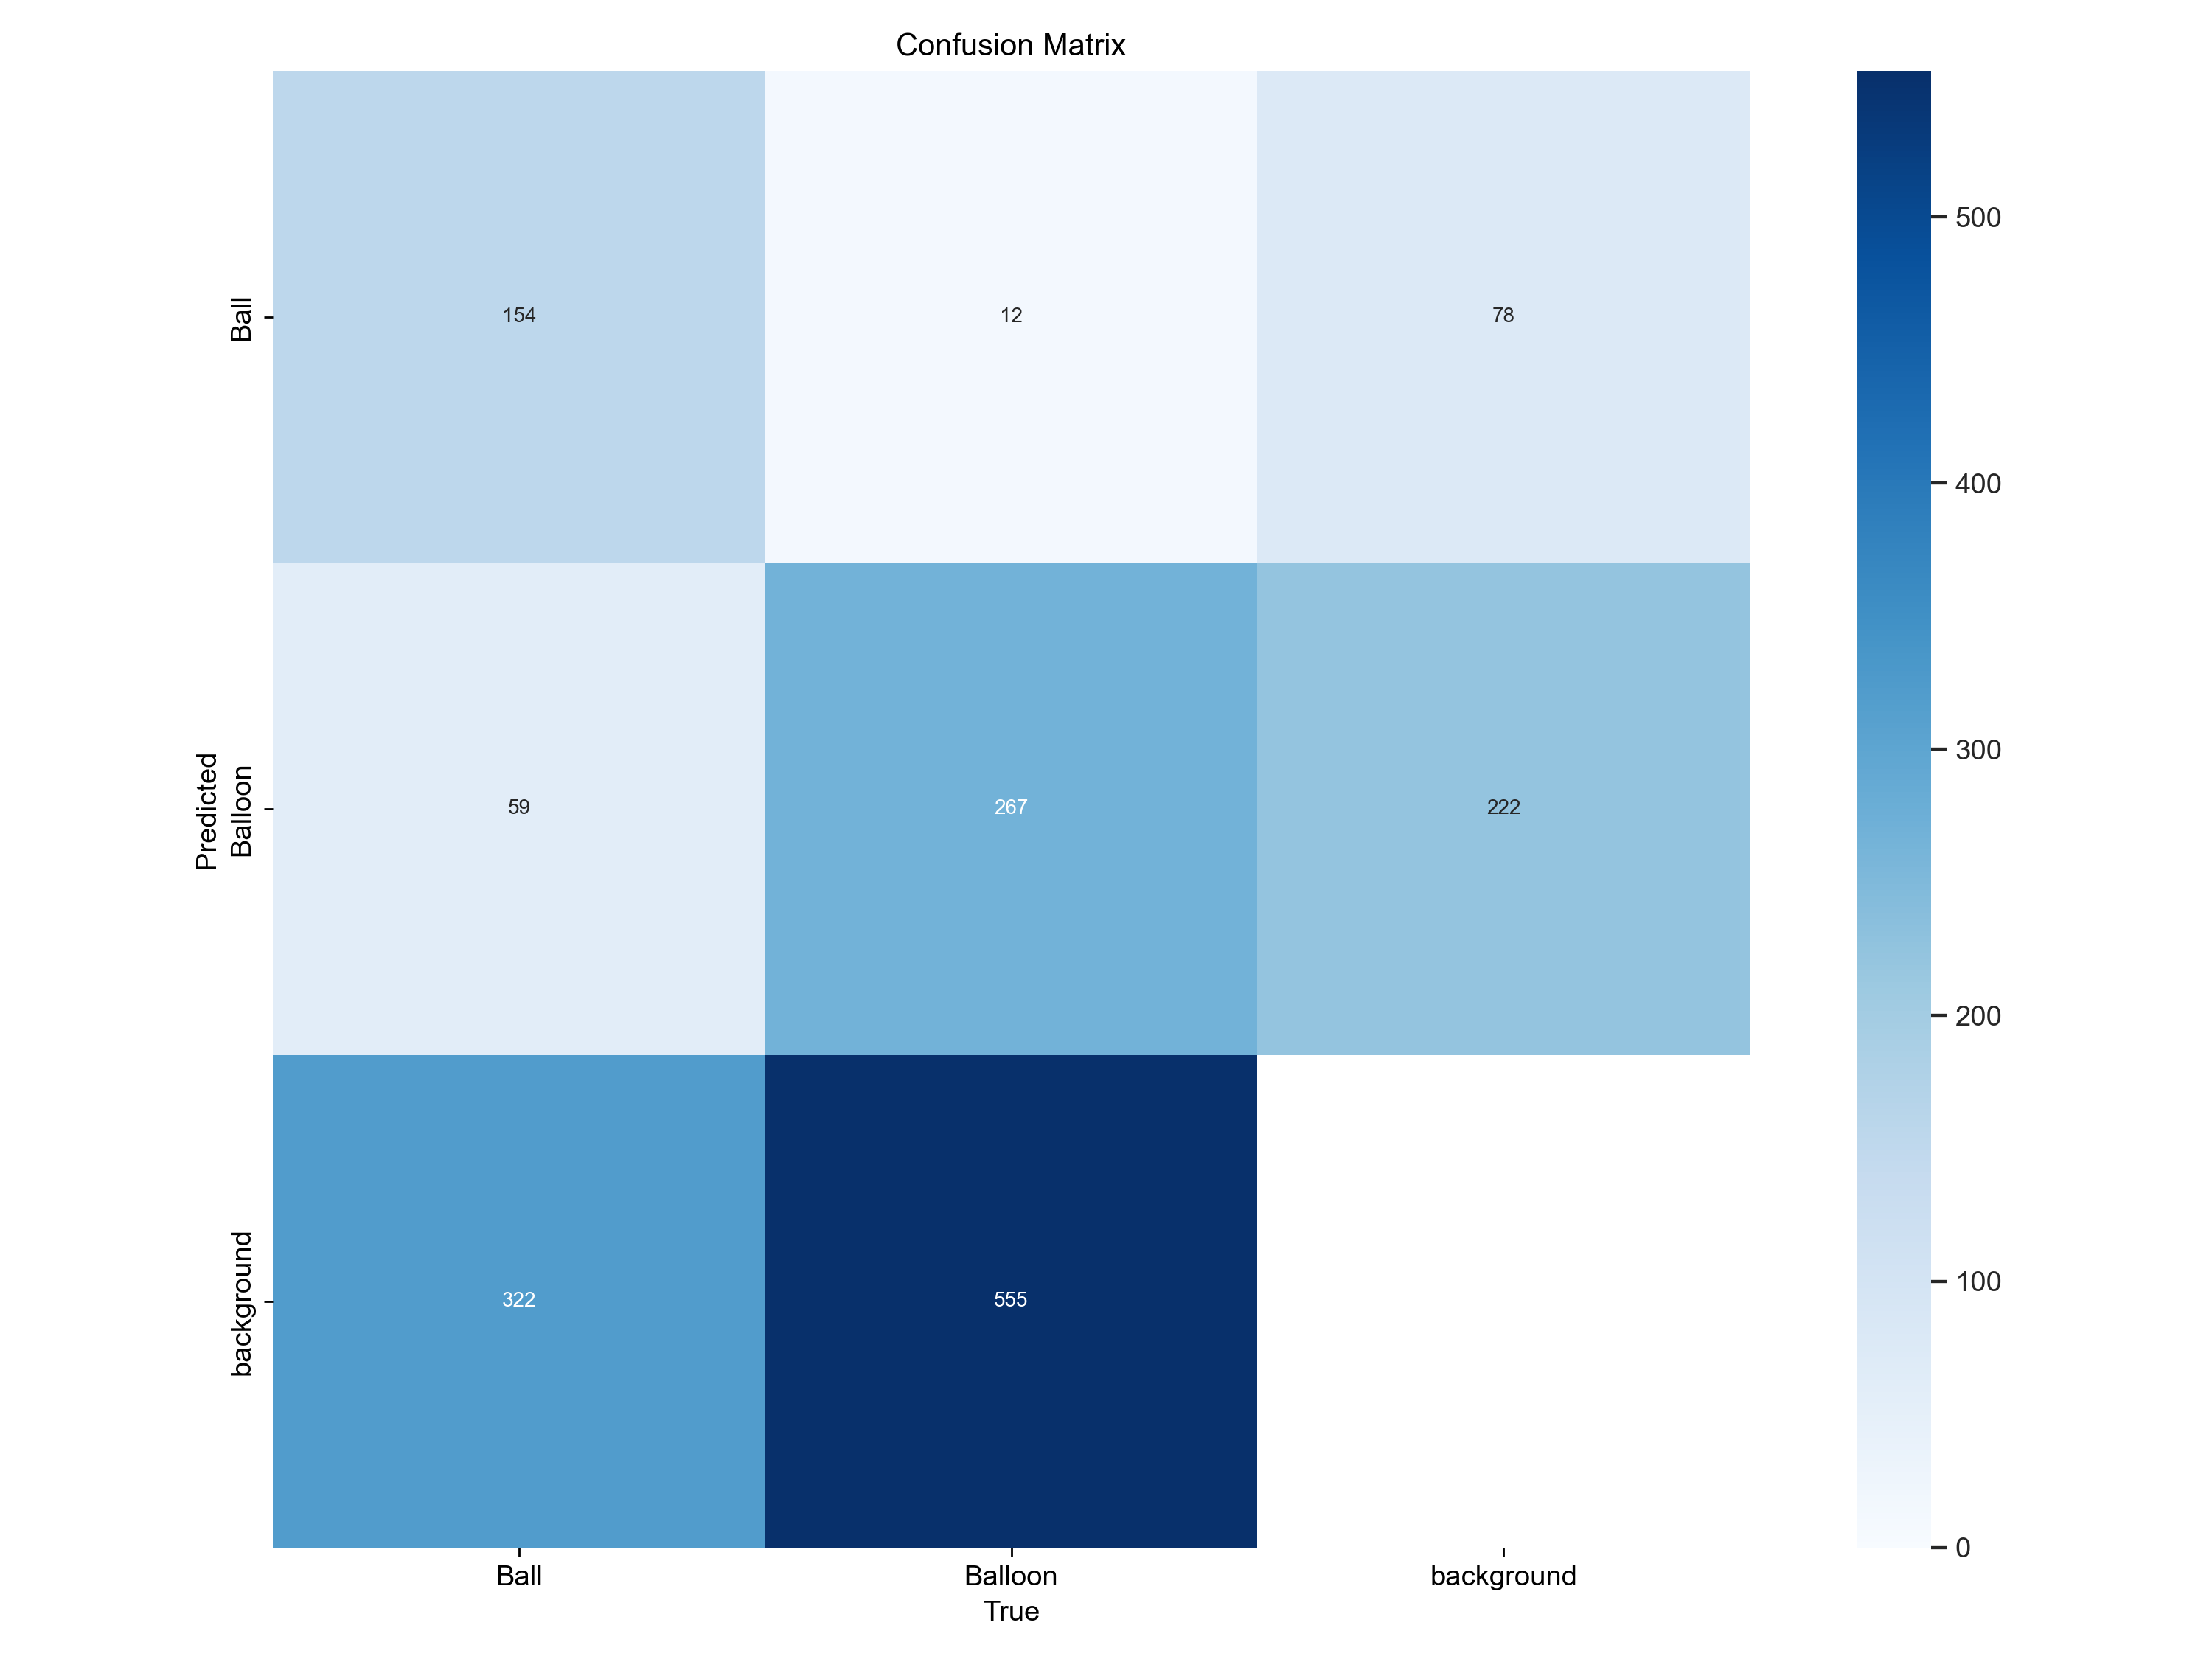 Confusion Matrix
Predicted
Ball
154
12
78
Balloon
59
267
222
background
322
555
Ball
Balloon
background
True
500
400
300
200
100
0